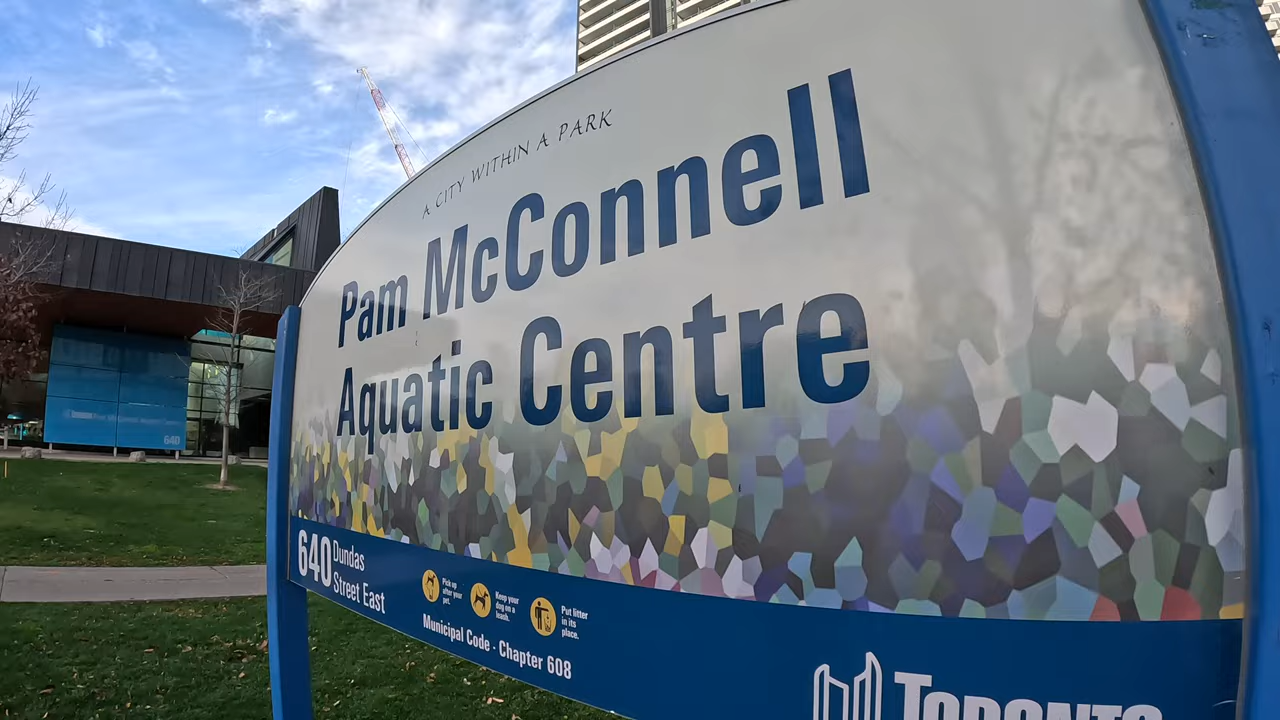 A CITY WITHIN A PARK
Pam McConnell
Aquatic Centre
640 Dundas
Street East
Pick up
after your
pet.
Keep your
dog on a
leash.
Put litter
in its
place.
Municipal Code · Chapter 608
TORONTO
640